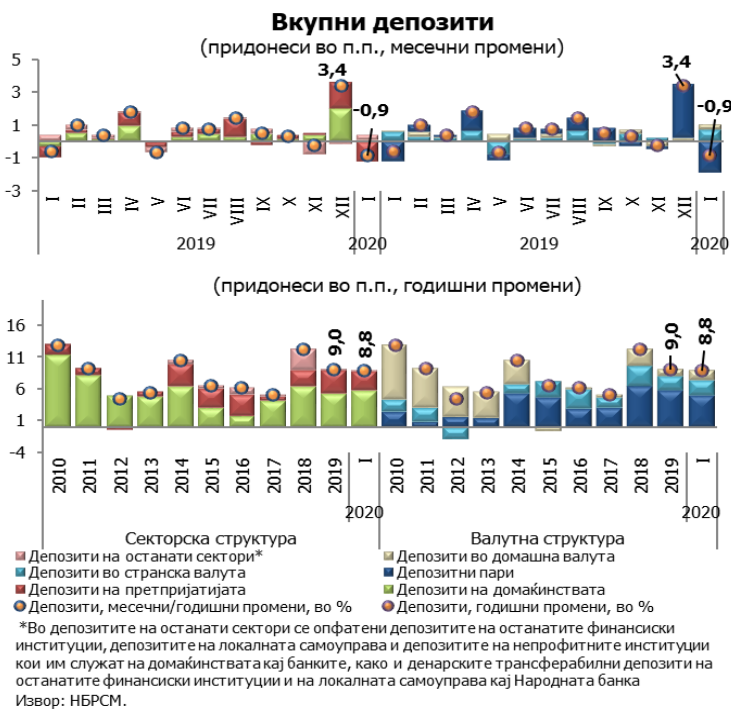 Вкупни депозити
(придонеси во п.п., месечни промени)
5
3
1
-1
-3
3,4
-0,9
3,4
-0,9
I II III IV V VI VII VIII IX X XI XII I I II III IV V VI VII VIII IX X XI XII I
2019 2020 2019 2020
(придонеси во п.п., годишни промени)
16
11
6
1
-4
9,0
8,8
9,0
8,8
2010 2011 2012 2013 2014 2015 2016 2017 2018 2019 I 2010 2011 2012 2013 2014 2015 2016 2017 2018 2019 I
2020 2020
Секторска структура Валутна структура
Депозити на останати сектори* Депозити во домашна валута
Депозити во странска валута Депозитни пари
Депозити на претпријатијата Депозити на домаќинствата
Депозити, месечни/годишни промени, во % Депозити, годишни промени, во %
*Во депозитите на останати сектори се опфатени депозитите на останатите финансиски
институции, депозитите на локалната самоуправа и депозитите на непрофитните институции
кои им служат на домаќинствата кај банките, како и денарските трансферабилни депозити на
останатите финансиски институции и на локалната самоуправа кај Народната банка
Извор: НБРСМ.